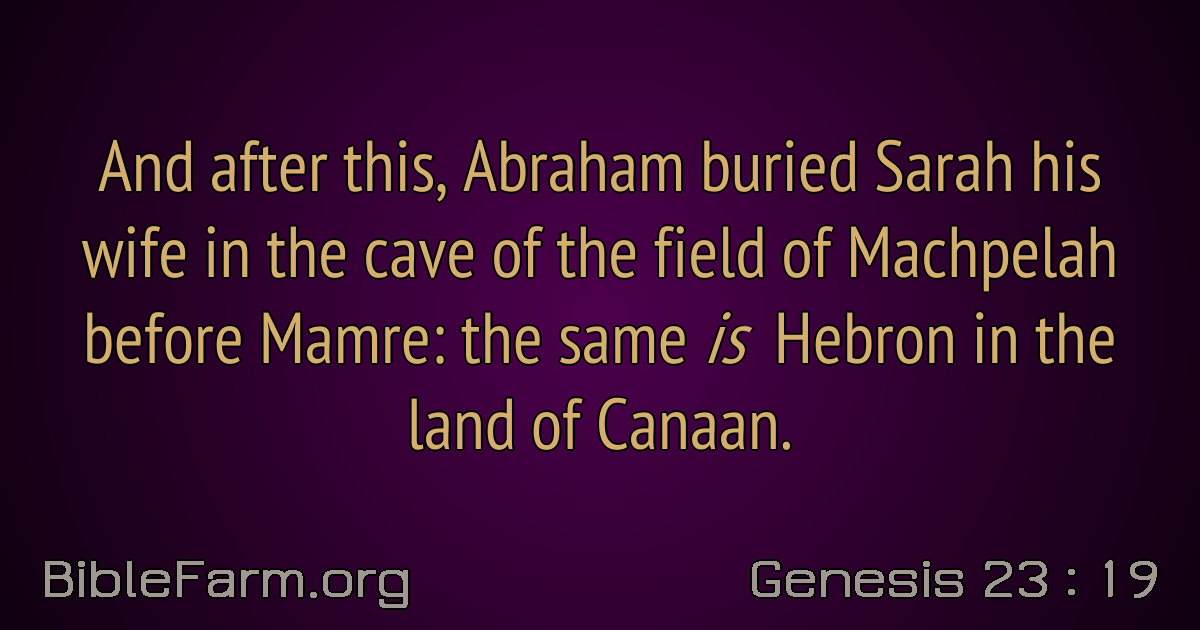 And after this, Abraham buried Sarah his
wife in the cave of the field of Machpelah
before Mamre: the same is Hebron in the
land of Canaan.
BibleFarm.org
Genesis 23 : 19